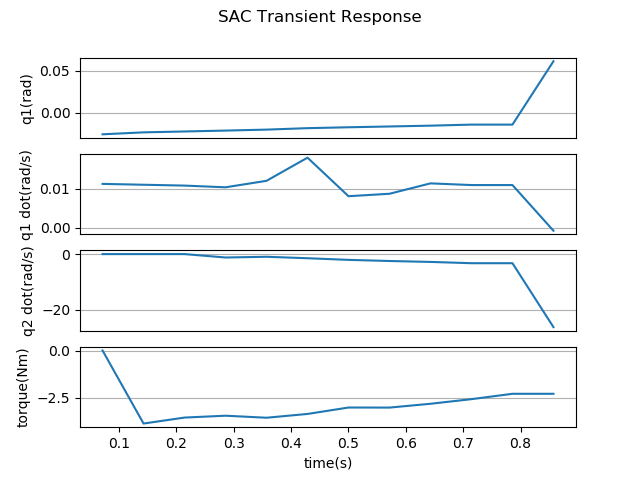 SAC Transient Response
q1(rad)
0.05
0.00
q1 dot(rad/s)
0.01
0.00
q2 dot(rad/s)
0
−20
torque(Nm)
0.0
−2.5
0.1 0.2 0.3 0.4 0.5 0.6 0.7 0.8
time(s)